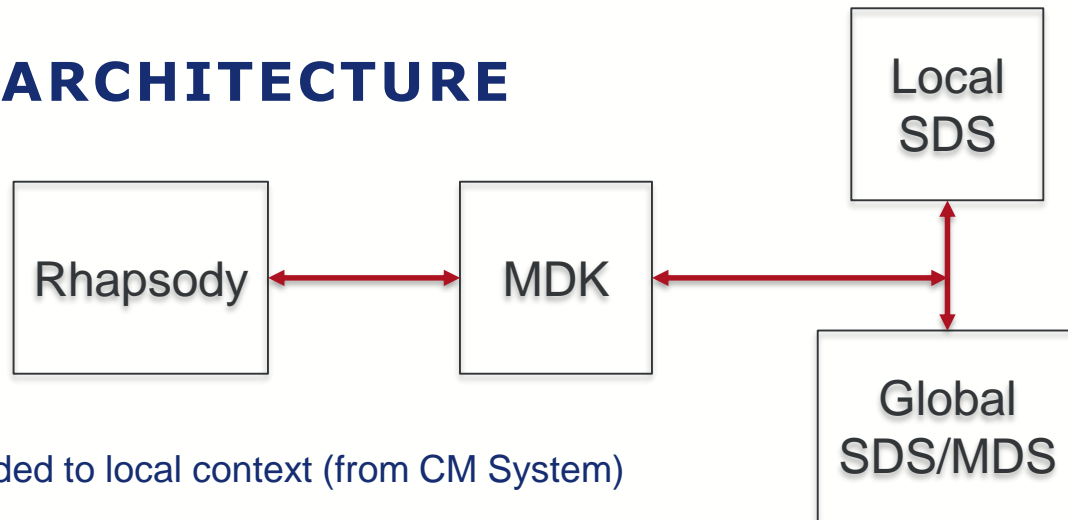 ARCHITECTURE
Local
SDS
Rhapsody
MDK
Global
SDS/MDS
ded to local context (from CM System)